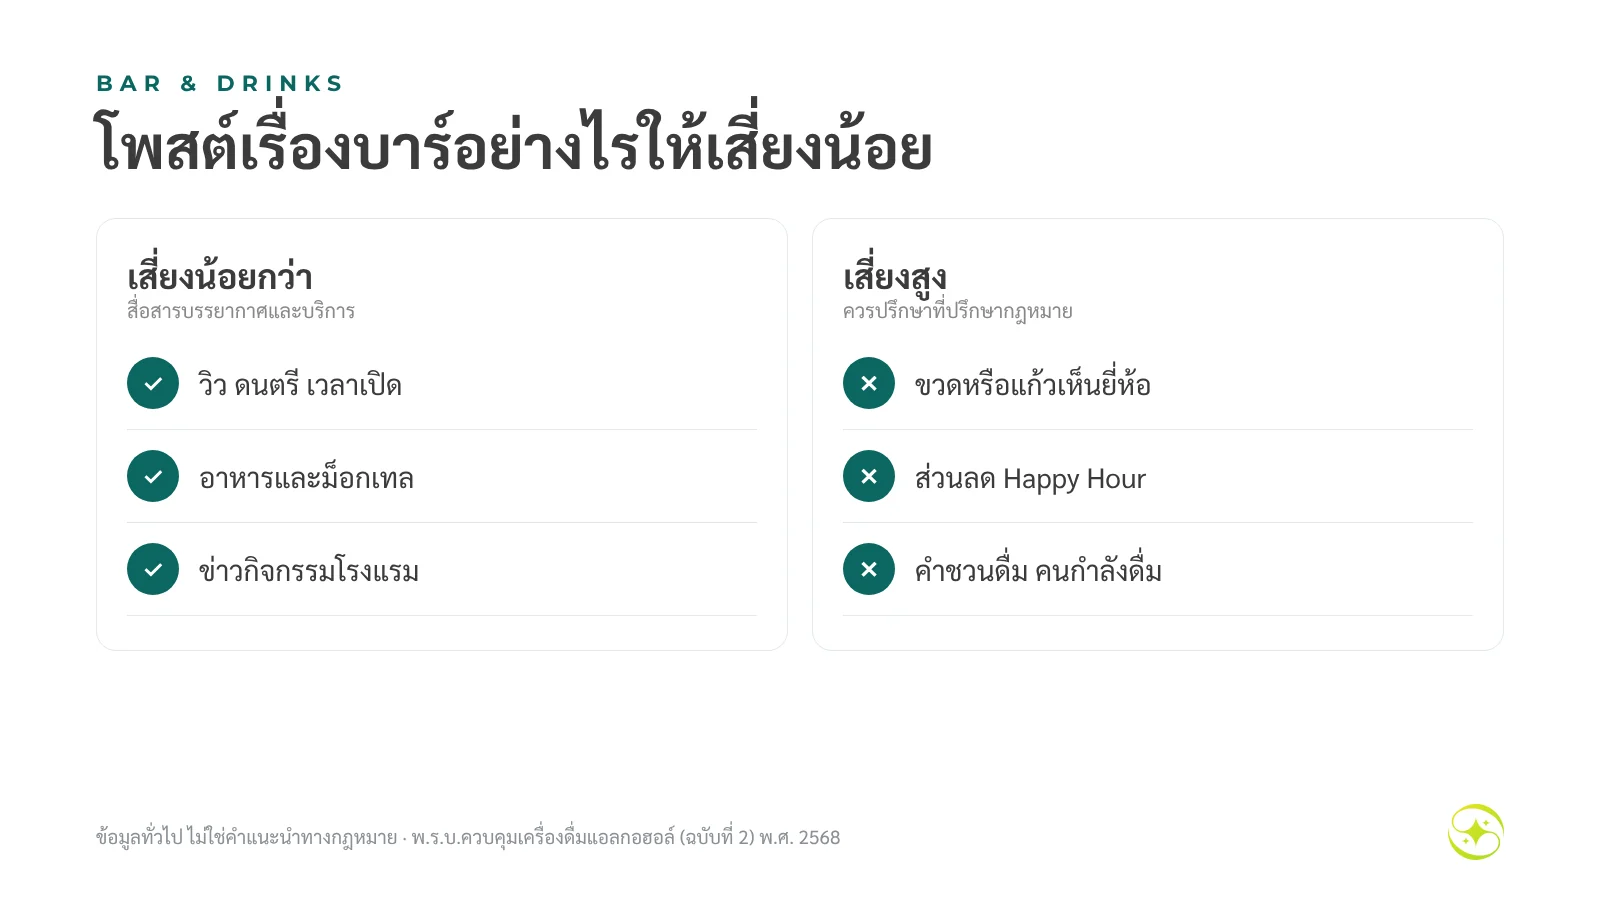 BAR & DRINKS
โพสต์เรื่องบาร์อย่างไรให้เสี่ยงน้อย
เสี่ยงน้อยกว่า
สื่อสารบรรยากาศและบริการ
วิว ดนตรี เวลาเปิด
อาหารและม็อกเทล
ข่าวกิจกรรมโรงแรม
เสี่ยงสูง
ควรปรึกษาที่ปรึกษากฎหมาย
ขวดหรือแก้วเห็นยี่ห้อ
ส่วนลด Happy Hour
คำชวนดื่ม คนกำลังดื่ม
ข้อมูลทั่วไป ไม่ใช่คำแนะนำทางกฎหมาย · พ.ร.บ.ควบคุมเครื่องดื่มแอลกอฮอล์ (ฉบับที่ 2) พ.ศ. 2568